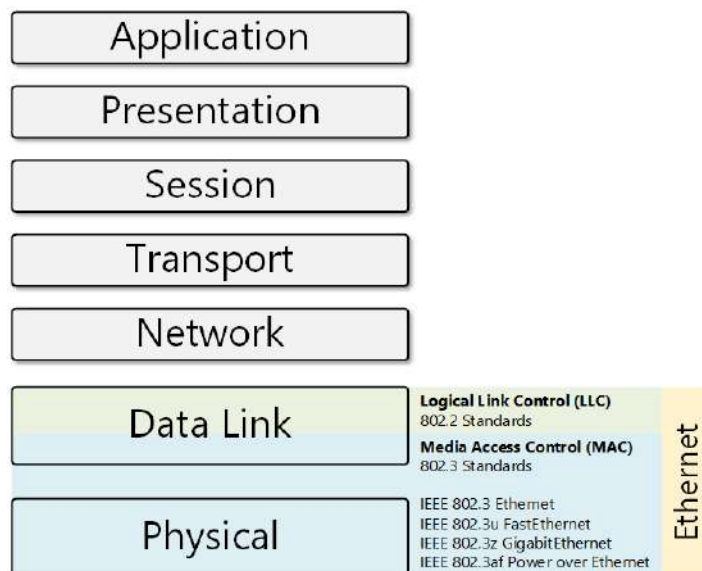 Application
Presentation
Session
Transport
Network
Data Link
Logical Link Control (LLC)
802.2 Standards
Media Access Control (MAC)
802.3 Standards
Physical
IEEE 802.3 Ethernet
IEEE 802.3u FastEthernet
IEEE 802.3z GigabitEthernet
IEEE 802.3af Power over Ethernet
Ethernet